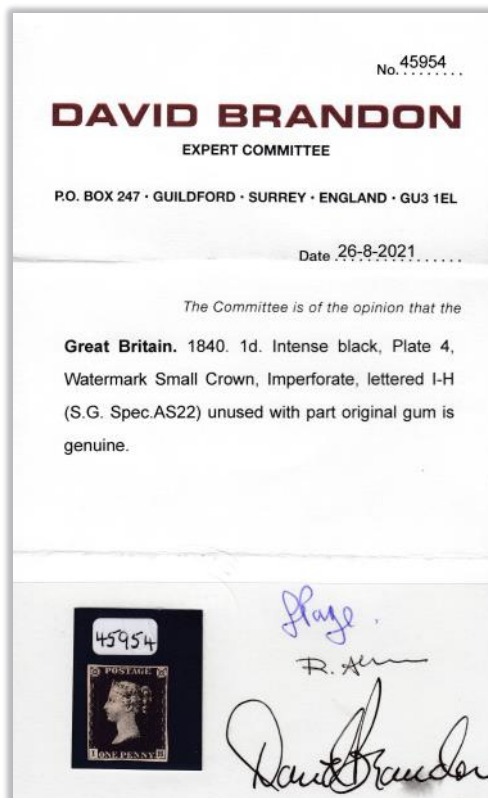 No. 45954
DAVID BRANDON
EXPERT COMMITTEE
P.O. BOX 247 · GUILDFORD · SURREY · ENGLAND · GU3 1EL
Date 26-8-2021
The Committee is of the opinion that the
Great Britain. 1840. 1d. Intense black, Plate 4,
Watermark Small Crown, Imperforate, lettered I-H
(S.G. Spec.AS22) unused with part original gum is
genuine.
45954
POSTAGE
I ONE PENNY H
David Brandon